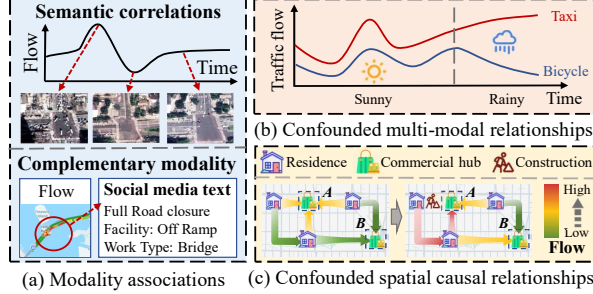 Semantic correlations
Flow
Time
Complementary modality
Flow
Social media text
Full Road closure
Facility: Off Ramp
Work Type: Bridge
(a) Modality associations
Traffic flow
Taxi
Bicycle
Sunny
Rainy
Time
(b) Confounded multi-modal relationships
Residence
Commercial hub
Construction
A
B
A
B
High
Low
Flow
(c) Confounded spatial causal relationships